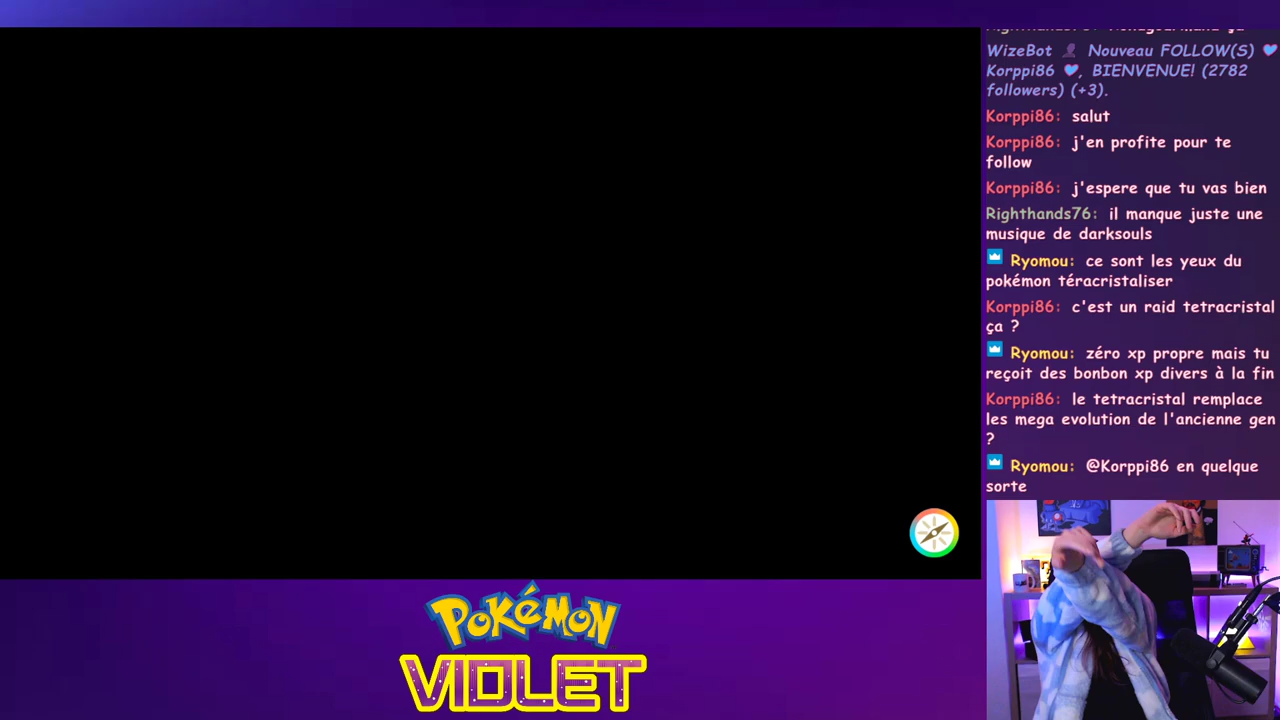 WizeBot Nouveau FOLLOW(S)
Korppi86 , BIENVENUE! (2782
followers) (+3).
Korppi86: salut
Korppi86: j'en profite pour te
follow
Korppi86: j'espere que tu vas bien
Righthands76: il manque juste une
musique de darksouls
Ryomou: ce sont les yeux du
pokémon téracristaliser
Korppi86: c'est un raid tetracristal
ça ?
Ryomou: zéro xp propre mais tu
reçoit des bonbon xp divers à la fin
Korppi86: le tetracristal remplace
les mega evolution de l'ancienne gen
?
Ryomou: @Korppi86 en quelque
sorte
POKéMON
VIOLET